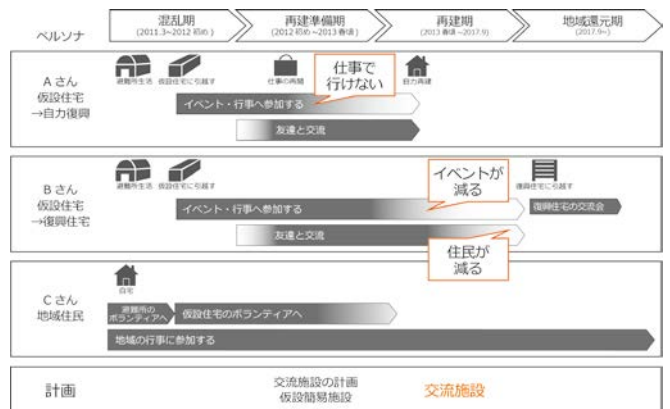 ペルソナ
混乱期
(2011.3~2012 初め)
再建準備期
(2012 初め~2013 春頃)
再建期
(2013 春頃~2017.9)
地域還元期
(2017.9~)
Aさん
仮設住宅
→自力復興
避難所生活
仮設住宅に引越す
仕事の再開
仕事で
行けない
自力再建
イベント・行事へ参加する
友達と交流
Bさん
仮設住宅
→復興住宅
避難所生活
仮設住宅に引越す
イベントが
減る
復興住宅に引越す
イベント・行事へ参加する
復興住宅の交流会
友達と交流
住民が
減る
Cさん
地域住民
自宅
避難所の
ボランティアへ
仮設住宅のボランティアへ
地域の行事に参加する
計画
交流施設の計画
仮設簡易施設
交流施設